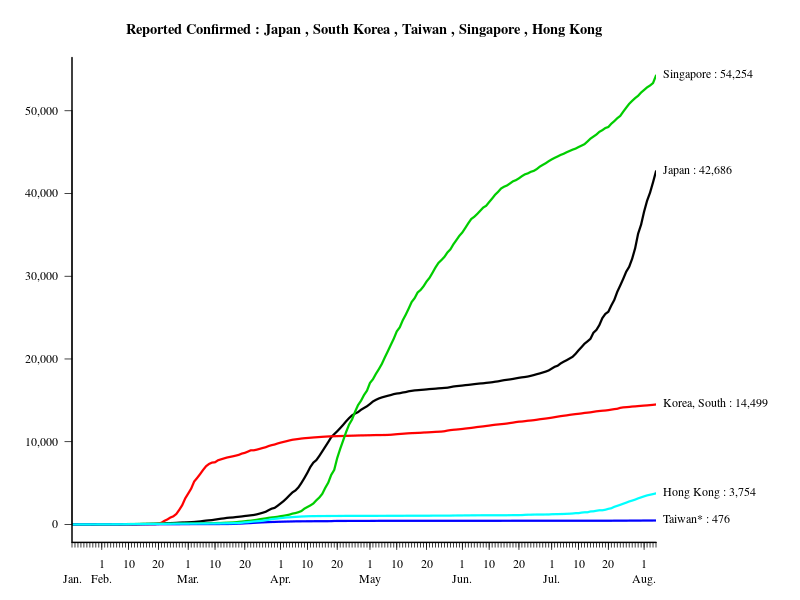 Reported Confirmed : Japan , South Korea , Taiwan , Singapore , Hong Kong
Singapore : 54,254
50,000
Japan : 42,686
40,000
30,000
20,000
Korea, South : 14,499
10,000
Hong Kong : 3,754
Taiwan* : 476
0
1 10 20 1 10 20 1 10 20 1 10 20 1 10 20 1 10 20 1
Jan. Feb. Mar. Apr. May Jun. Jul. Aug.